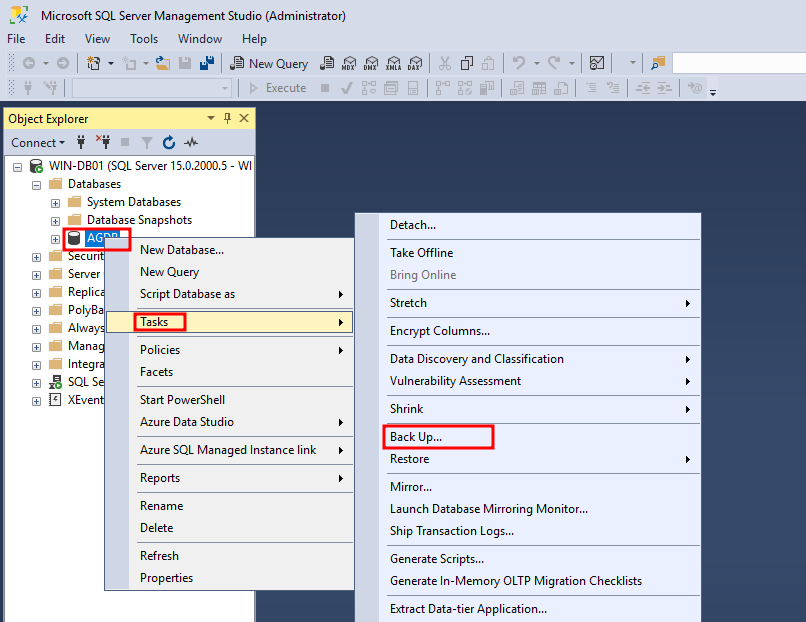 Microsoft SQL Server Management Studio (Administrator)
File Edit View Tools Window Help
New Query MDX DMX XMLA DAX
Execute
Object Explorer
Connect
WIN-DB01 (SQL Server 15.0.2000.5 - WI
Databases
System Databases
Database Snapshots
AGDB
Securit
Server
Replica
PolyBa
Always
Manag
Integra
SQL Se
XEvent
New Database...
New Query
Script Database as
Tasks
Policies
Facets
Start PowerShell
Azure Data Studio
Azure SQL Managed Instance link
Reports
Rename
Delete
Refresh
Properties
Detach...
Take Offline
Bring Online
Stretch
Encrypt Columns...
Data Discovery and Classification
Vulnerability Assessment
Shrink
Back Up...
Restore
Mirror...
Launch Database Mirroring Monitor...
Ship Transaction Logs...
Generate Scripts...
Generate In-Memory OLTP Migration Checklists
Extract Data-tier Application...